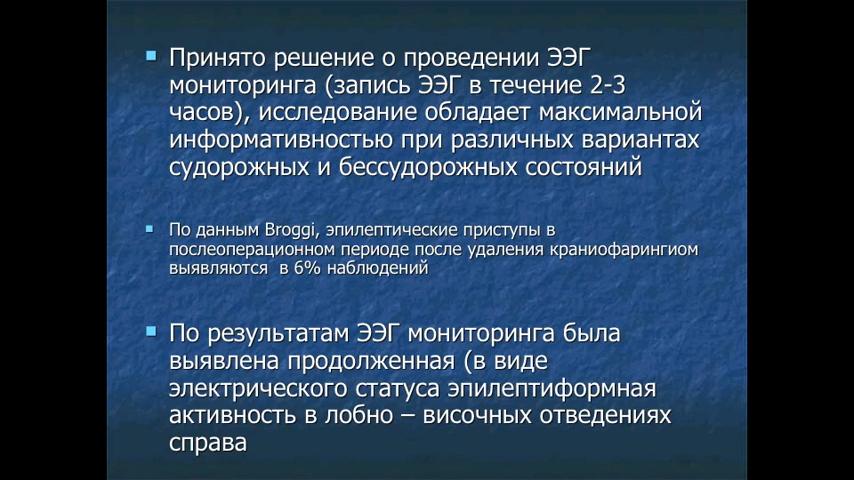 Принято решение о проведении ЭЭГ
мониторинга (запись ЭЭГ в течение 2-3
часов), исследование обладает максимальной
информативностью при различных вариантах
судорожных и бессудорожных состояний
По данным Broggi, эпилептические приступы в
послеоперационном периоде после удаления краниофарингиом
выявляются в 6% наблюдений
По результатам ЭЭГ мониторинга была
выявлена продолженная (в виде
электрического статуса эпилептиформная
активность в лобно – височных отведениях
справа